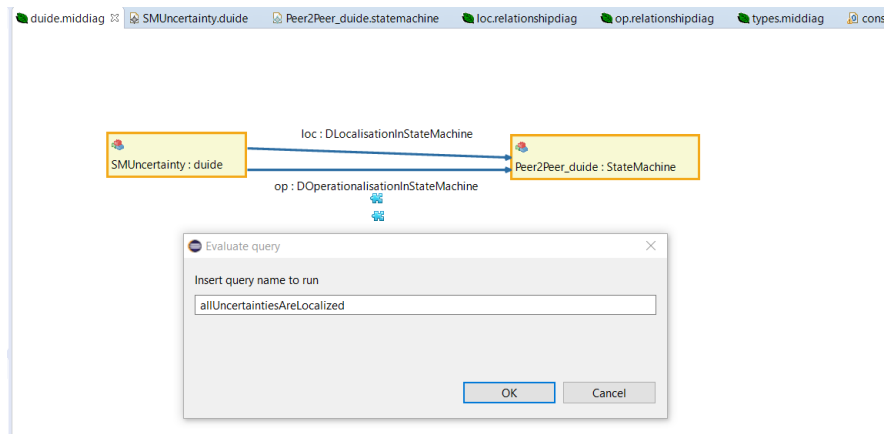 duide.middiag SMUncertainty.duide Peer2Peer_duide.statemachine loc.relationshipdiag op.relationshipdiag types.middiag cons
loc : DLocalisationInStateMachine
SMUncertainty : duide
Peer2Peer_duide : StateMachine
op : DOperationalisationInStateMachine
Evaluate query
Insert query name to run
allUncertaintiesAreLocalized
OK Cancel